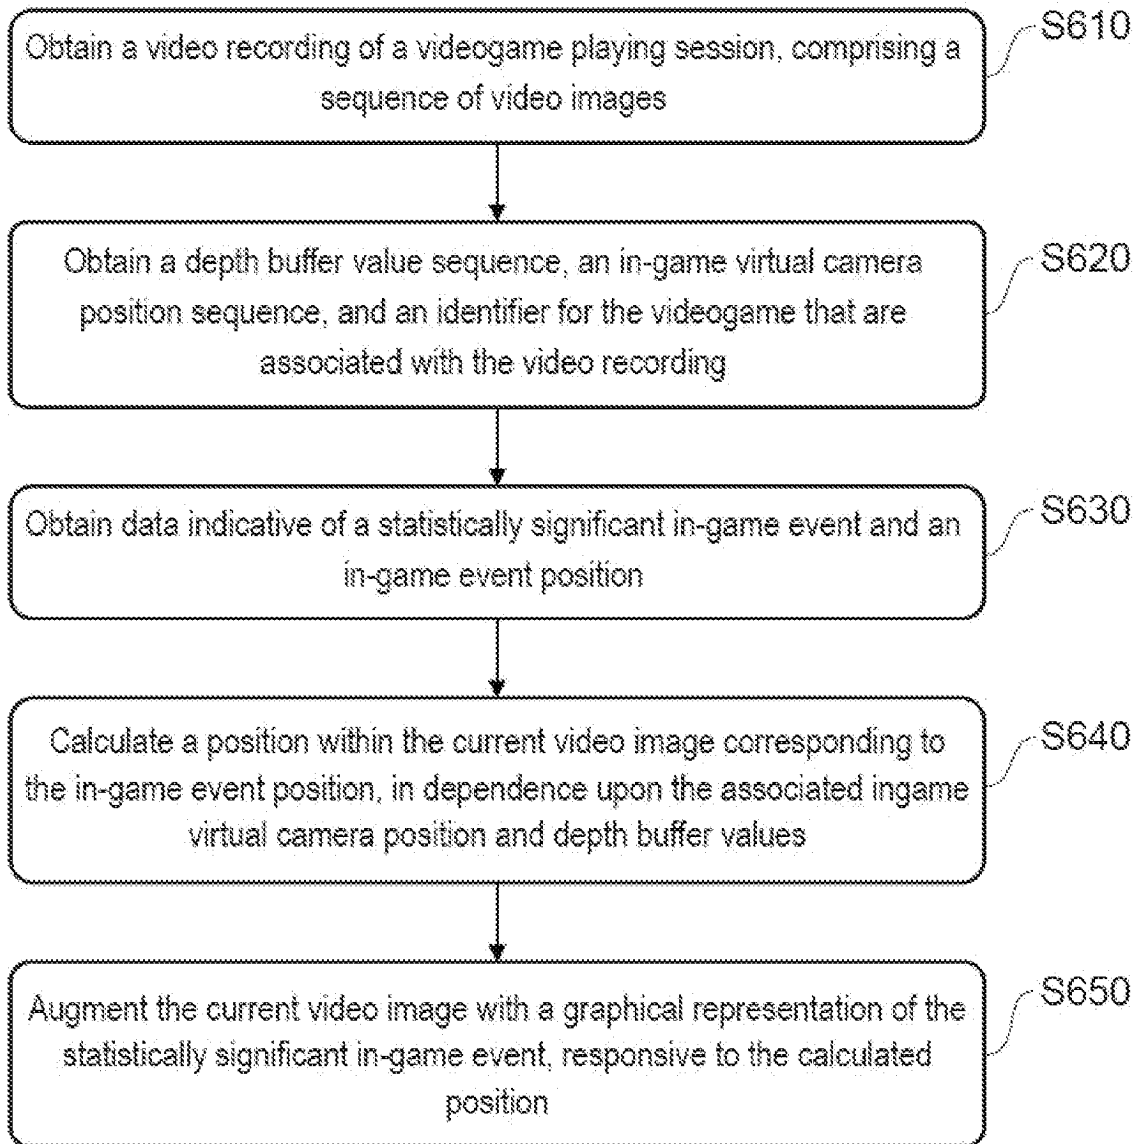 Obtain a video recording of a videogame playing session, comprising a
sequence of video images
S610
Obtain a depth buffer value sequence, an in-game virtual camera
position sequence, and an identifier for the videogame that are
associated with the video recording
S620
Obtain data indicative of a statistically significant in-game event and an
in-game event position
S630
Calculate a position within the current video image corresponding to
the in-game event position, in dependence upon the associated ingame
virtual camera position and depth buffer values
S640
Augment the current video image with a graphical representation of the
statistically significant in-game event, responsive to the calculated
position
S650